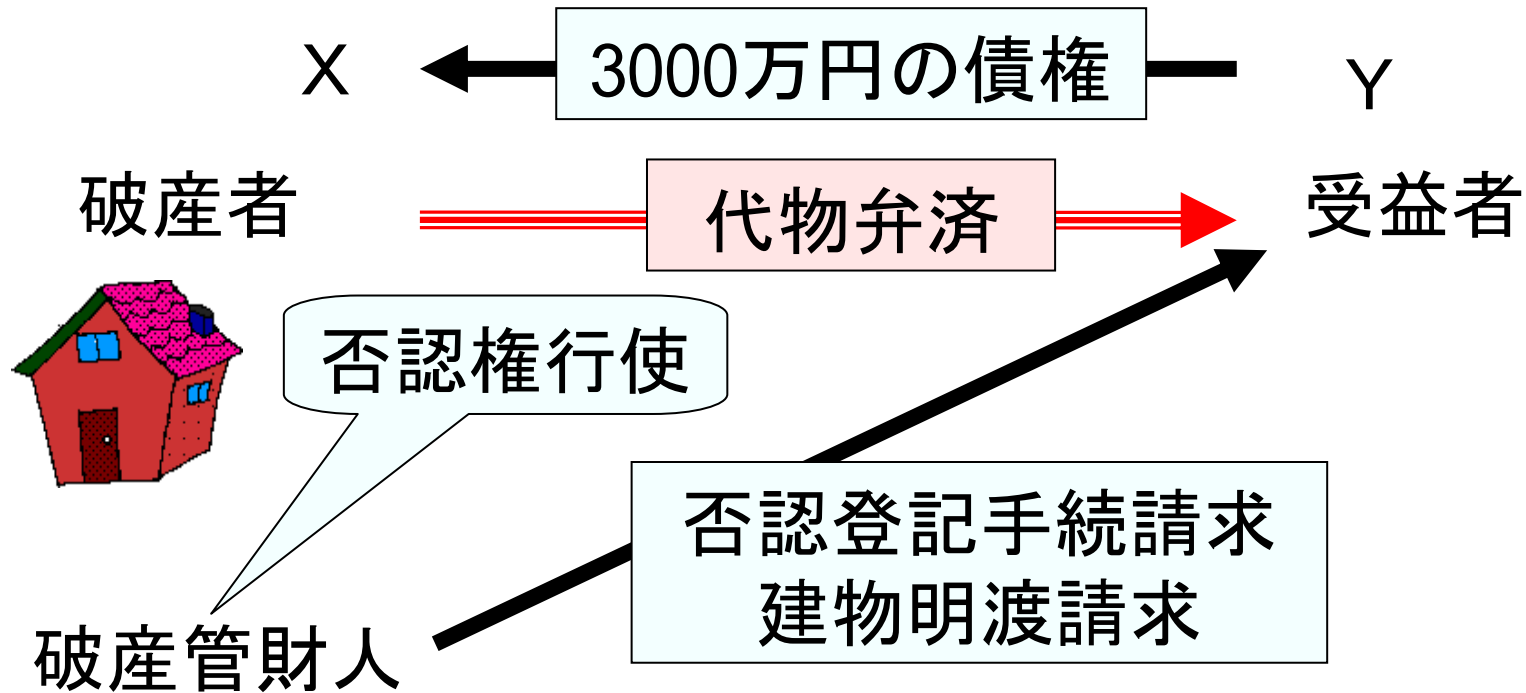 X
3000万円の債権
Y
破産者
代物弁済
受益者
否認権行使
否認登記手続請求
建物明渡請求
破産管財人